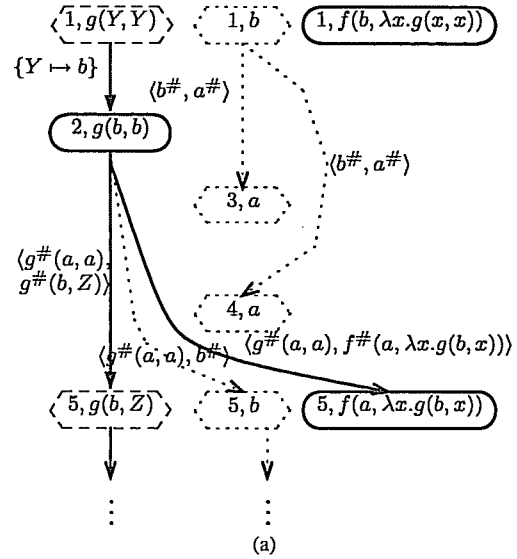 1, g(Y, Y)
1, b
1, f(b, λx.g(x, x))
{Y ↦ b}
⟨b#, a#⟩
2, g(b, b)
⟨b#, a#⟩
3, a
⟨g#(a, a),
g#(b, Z)⟩
4, a
⟨g#(a, a), b#⟩
⟨g#(a, a), f#(a, λx.g(b, x))⟩
5, g(b, Z)
5, b
5, f(a, λx.g(b, x))
(a)